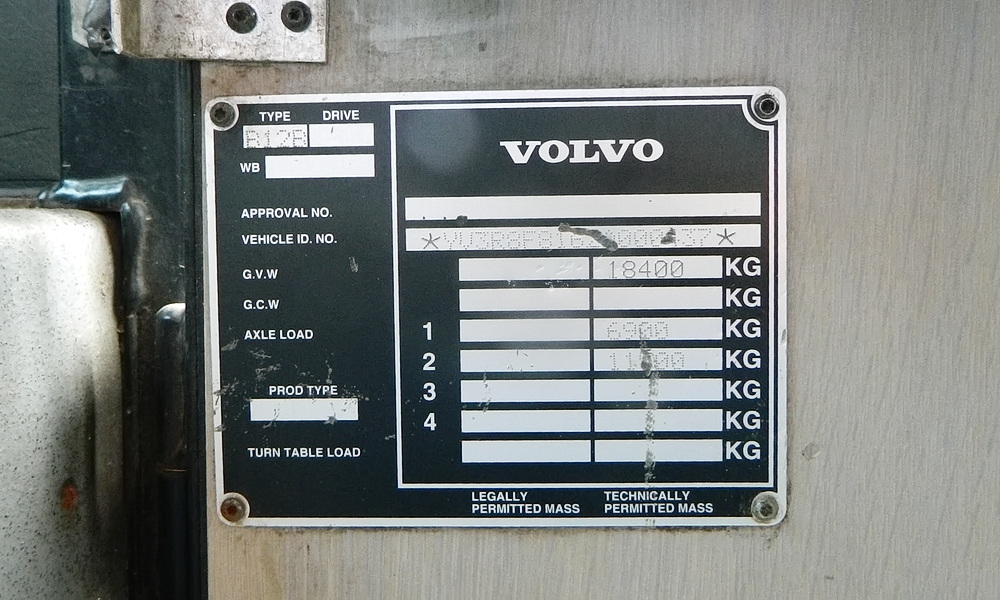 TYPE DRIVE
B12B
WB
VOLVO
APPROVAL NO.
VEHICLE ID. NO.
G.V.W 18400 KG
G.C.W KG
AXLE LOAD 1 6900 KG
2 KG
3 KG
PROD TYPE
4 KG
TURN TABLE LOAD KG
LEGALLY PERMITTED MASS
TECHNICALLY PERMITTED MASS